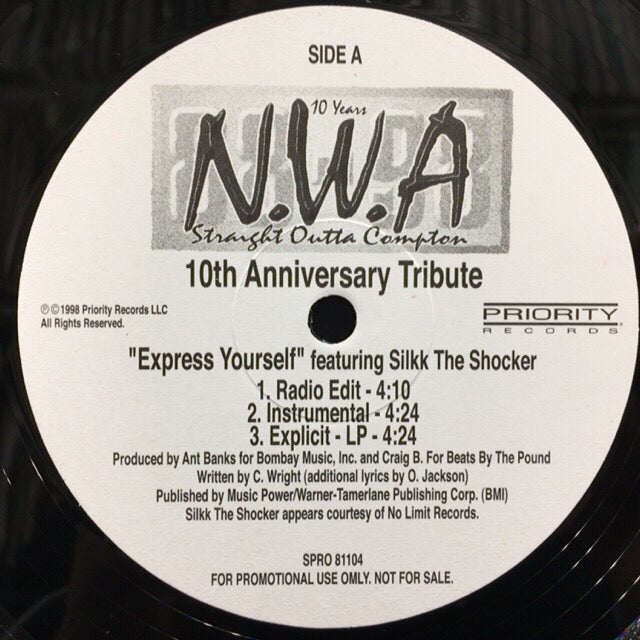 SIDE A
10 Years
N.W.A
Straight Outta Compton
10th Anniversary Tribute
℗ © 1998 Priority Records LLC
All Rights Reserved.
PRIORITY
RECORDS
"Express Yourself" featuring Silkk The Shocker
1. Radio Edit - 4:10
2. Instrumental - 4:24
3. Explicit - LP - 4:24
Produced by Ant Banks for Bombay Music, Inc. and Craig B. For Beats By The Pound
Written by C. Wright (additional lyrics by O. Jackson)
Published by Music Power/Warner-Tamerlane Publishing Corp. (BMI)
Silkk The Shocker appears courtesy of No Limit Records.
SPRO 81104
FOR PROMOTIONAL USE ONLY. NOT FOR SALE.